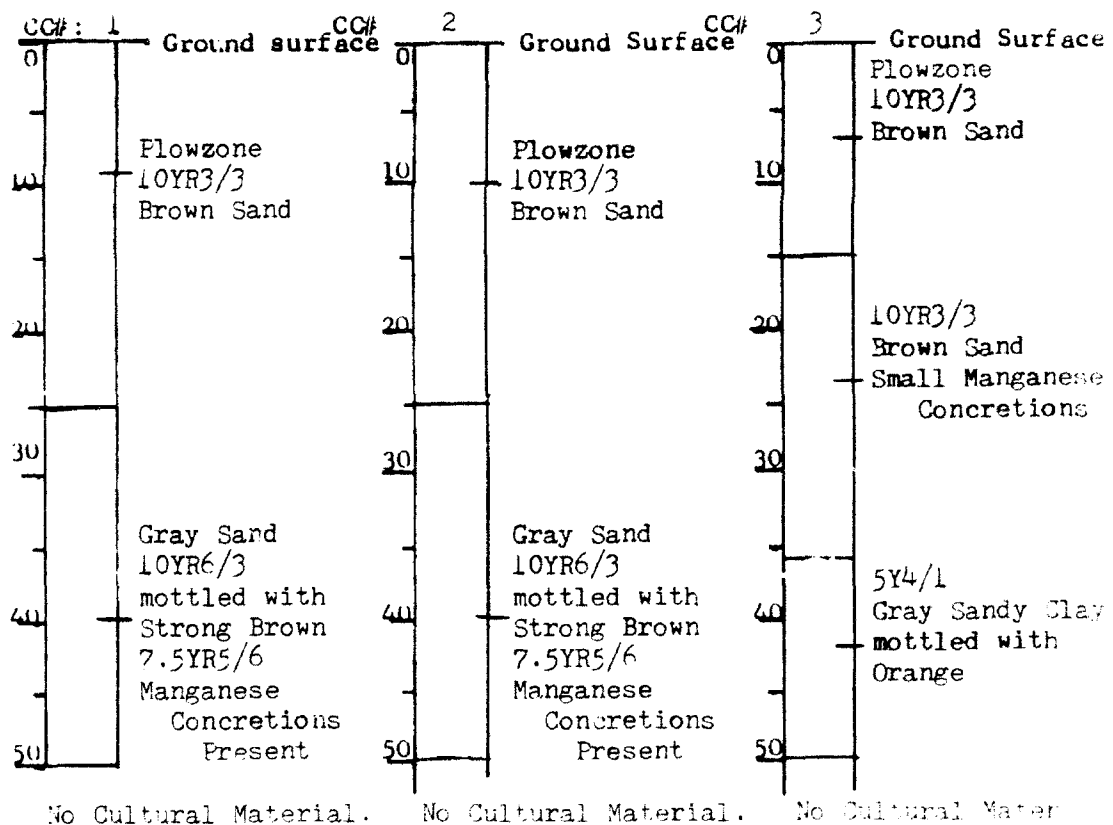 CC#: 1
Ground surface
0
Plowzone
10YR3/3
Brown Sand
10
20
30
Gray Sand
10YR6/3
mottled with
Strong Brown
7.5YR5/6
Manganese
Concretions
Present
40
50
No Cultural Material.
CC# 2
Ground Surface
0
Plowzone
10YR3/3
Brown Sand
10
20
30
Gray Sand
10YR6/3
mottled with
Strong Brown
7.5YR5/6
Manganese
Concretions
Present
40
50
No Cultural Material.
CC# 3
Ground Surface
0
Plowzone
10YR3/3
Brown Sand
10
10YR3/3
Brown Sand
Small Manganese
Concretions
20
30
5Y4/1
Gray Sandy Clay
mottled with
Orange
40
50
No Cultural Mater